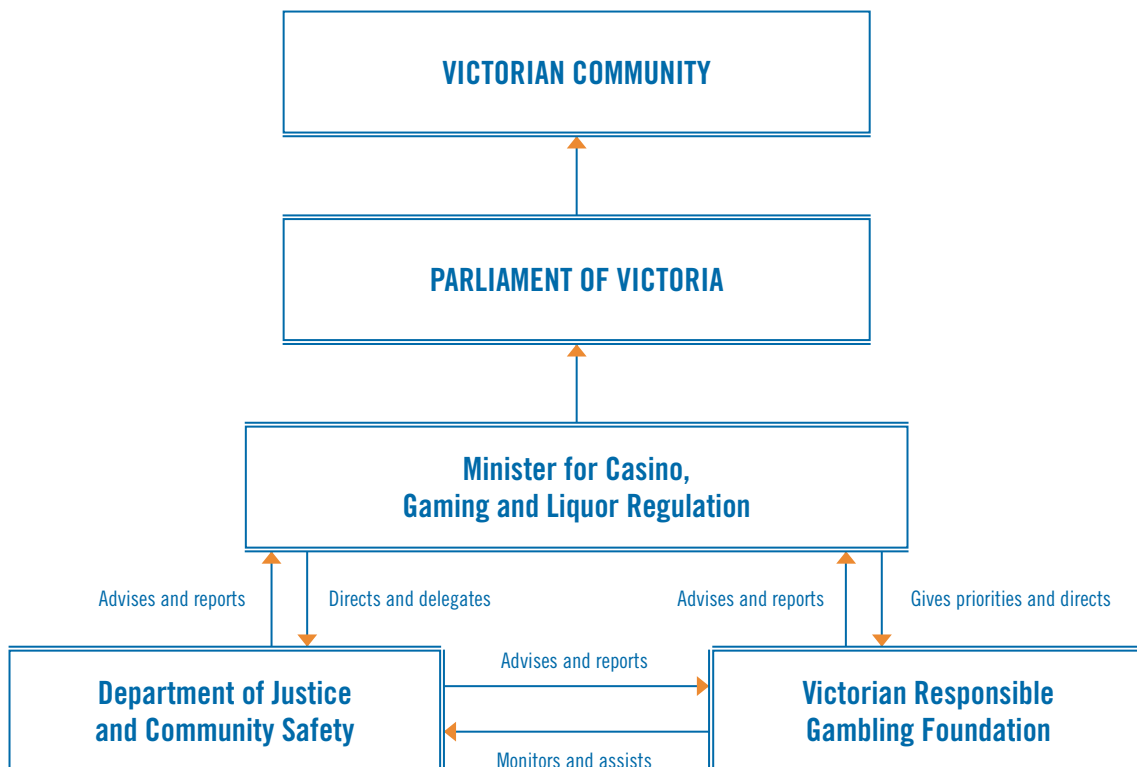 VICTORIAN COMMUNITY
PARLIAMENT OF VICTORIA
Minister for Casino,
Gaming and Liquor Regulation
Advises and reports
Directs and delegates
Advises and reports
Gives priorities and directs
Department of Justice
and Community Safety
Advises and reports
Monitors and assists
Victorian Responsible
Gambling Foundation